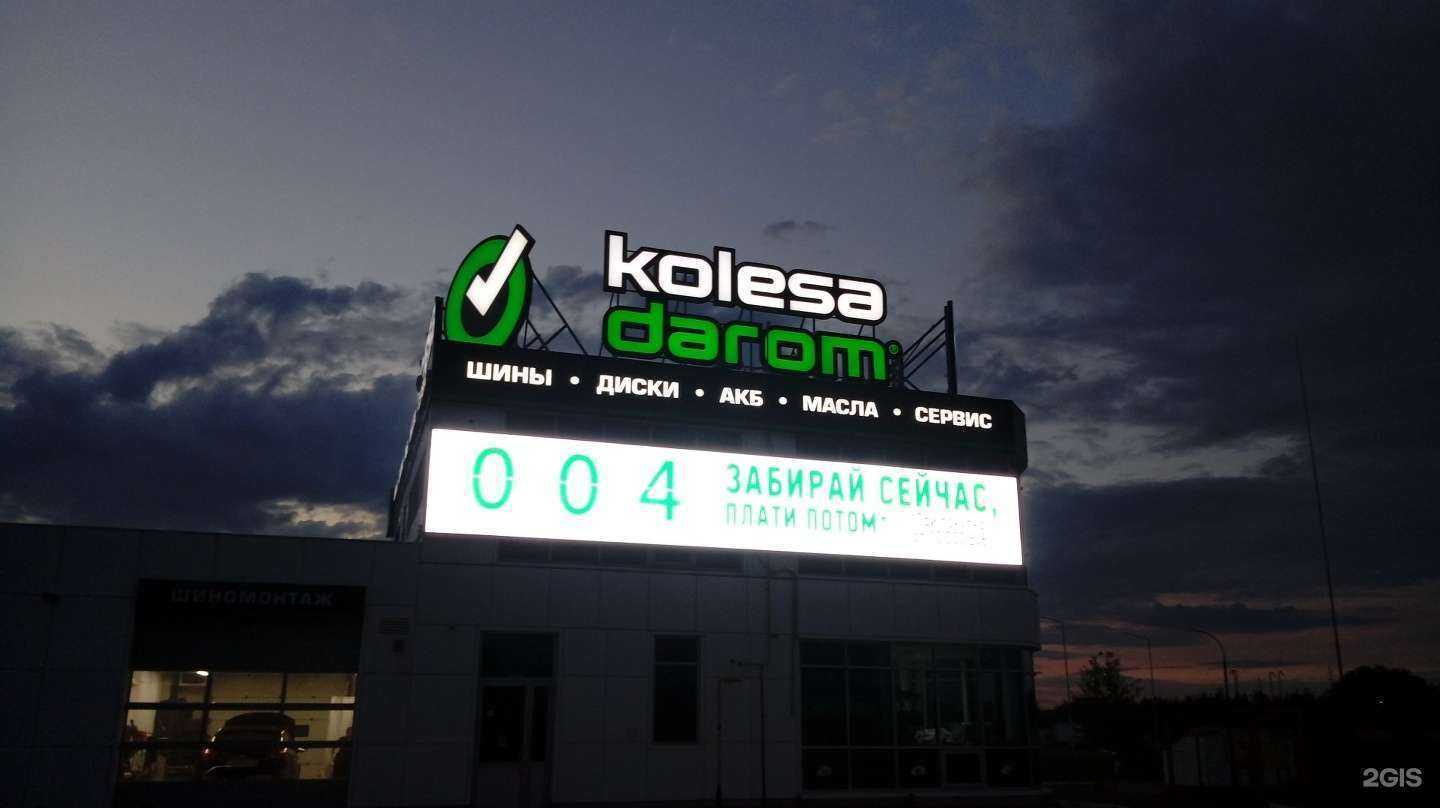 kolesa
darom®
ШИНЫ • ДИСКИ • АКБ • МАСЛА • СЕРВИС
0 0 4
ЗАБИРАЙ СЕЙЧАС,
ПЛАТИ ПОТОМ*
ШИНОМОНТАЖ
2GIS